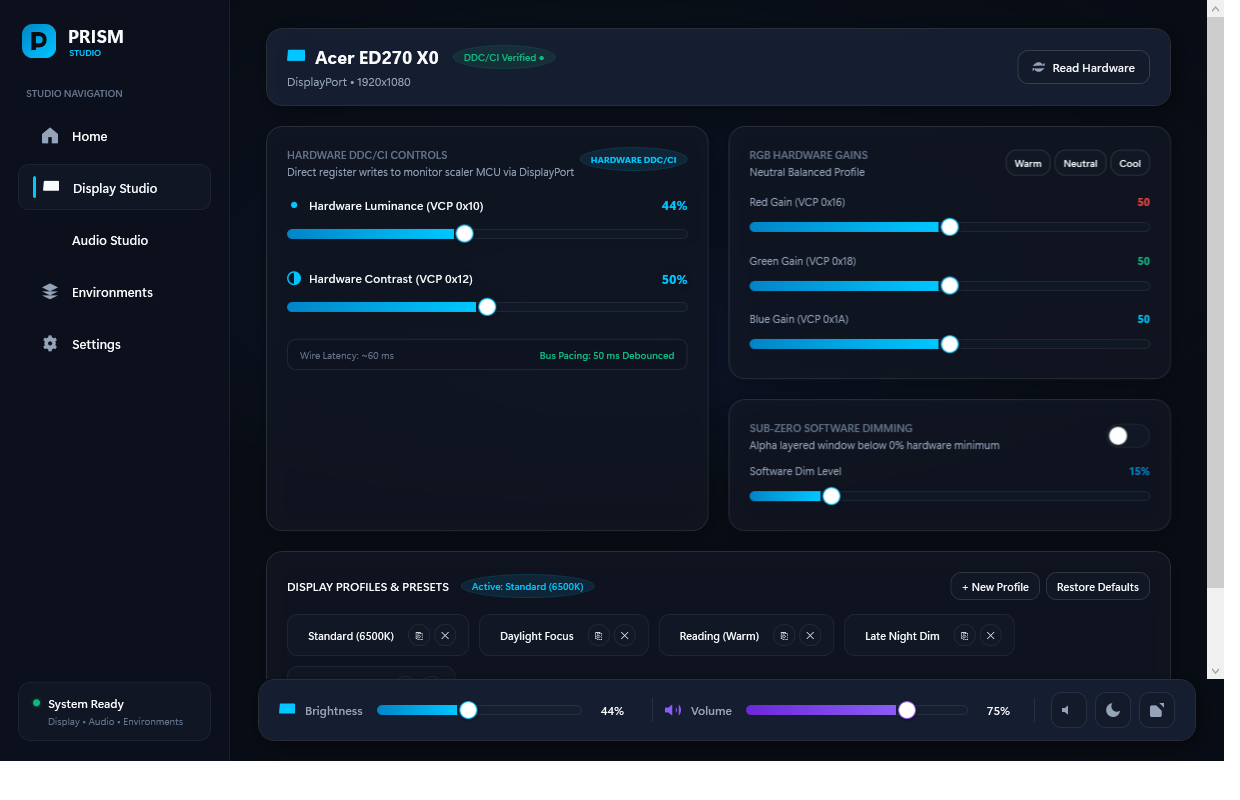 PRISM
STUDIO
STUDIO NAVIGATION
Home
Display Studio
Audio Studio
Environments
Settings
System Ready
Display • Audio • Environments
Acer ED270 X0
DDC/CI Verified ●
DisplayPort • 1920x1080
Read Hardware
HARDWARE DDC/CI CONTROLS
HARDWARE DDC/CI
Direct register writes to monitor scaler MCU via DisplayPort
Hardware Luminance (VCP 0x10)
44%
Hardware Contrast (VCP 0x12)
50%
Wire Latency: ~60 ms
Bus Pacing: 50 ms Debounced
RGB HARDWARE GAINS
Neutral Balanced Profile
Warm
Neutral
Cool
Red Gain (VCP 0x16)
50
Green Gain (VCP 0x18)
50
Blue Gain (VCP 0x1A)
50
SUB-ZERO SOFTWARE DIMMING
Alpha layered window below 0% hardware minimum
Software Dim Level
15%
DISPLAY PROFILES & PRESETS
Active: Standard (6500K)
+ New Profile
Restore Defaults
Standard (6500K)
Daylight Focus
Reading (Warm)
Late Night Dim
Brightness
44%
Volume
75%